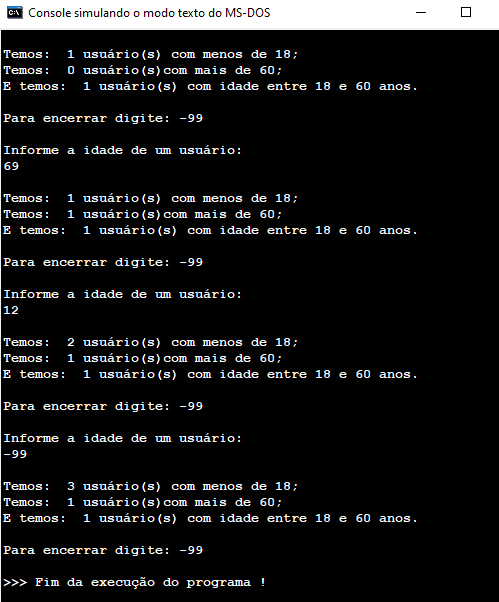 Console simulando o modo texto do MS-DOS
Temos:  1 usuário(s) com menos de 18;
Temos:  0 usuário(s)com mais de 60;
E temos:  1 usuário(s) com idade entre 18 e 60 anos.
Para encerrar digite: -99
Informe a idade de um usuário:
69
Temos:  1 usuário(s) com menos de 18;
Temos:  1 usuário(s)com mais de 60;
E temos:  1 usuário(s) com idade entre 18 e 60 anos.
Para encerrar digite: -99
Informe a idade de um usuário:
12
Temos:  2 usuário(s) com menos de 18;
Temos:  1 usuário(s)com mais de 60;
E temos:  1 usuário(s) com idade entre 18 e 60 anos.
Para encerrar digite: -99
Informe a idade de um usuário:
-99
Temos:  3 usuário(s) com menos de 18;
Temos:  1 usuário(s)com mais de 60;
E temos:  1 usuário(s) com idade entre 18 e 60 anos.
Para encerrar digite: -99
>>> Fim da execução do programa !